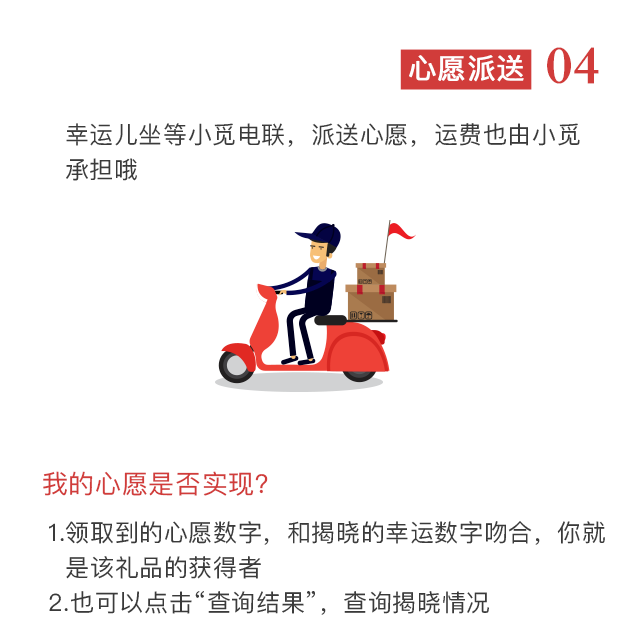 心愿派送 04
幸运儿坐等小觅电联，派送心愿，运费也由小觅
承担哦
我的心愿是否实现？
1.领取到的心愿数字，和揭晓的幸运数字吻合，你就
是该礼品的获得者
2.也可以点击“查询结果”，查询揭晓情况